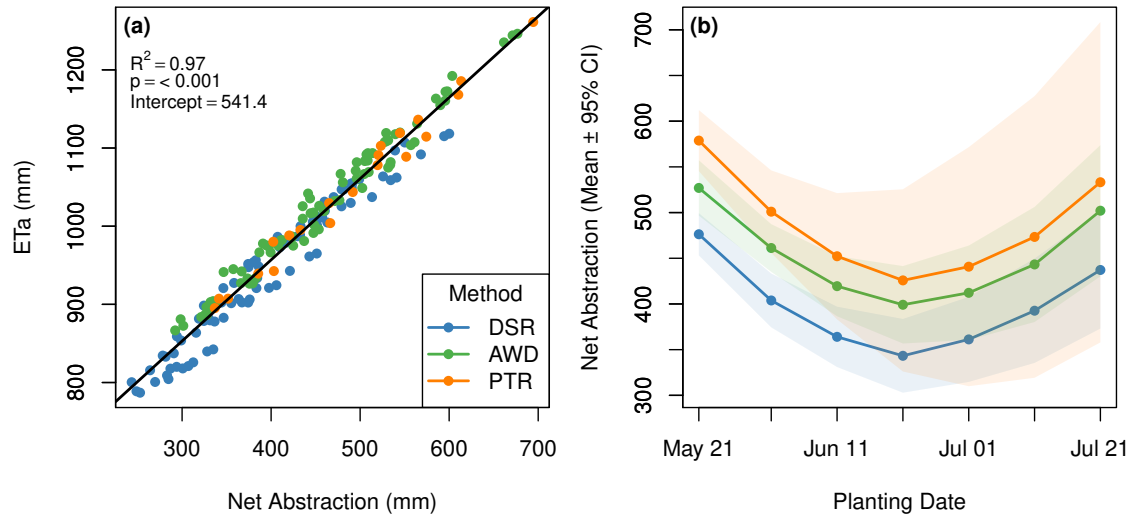 (a)
R² = 0.97
p = < 0.001
Intercept = 541.4
ETa (mm)
1200
1100
1000
900
800
Method
DSR
AWD
PTR
300 400 500 600 700
Net Abstraction (mm)
(b)
Net Abstraction (Mean ± 95% CI)
700
600
500
400
300
May 21 Jun 11 Jul 01 Jul 21
Planting Date